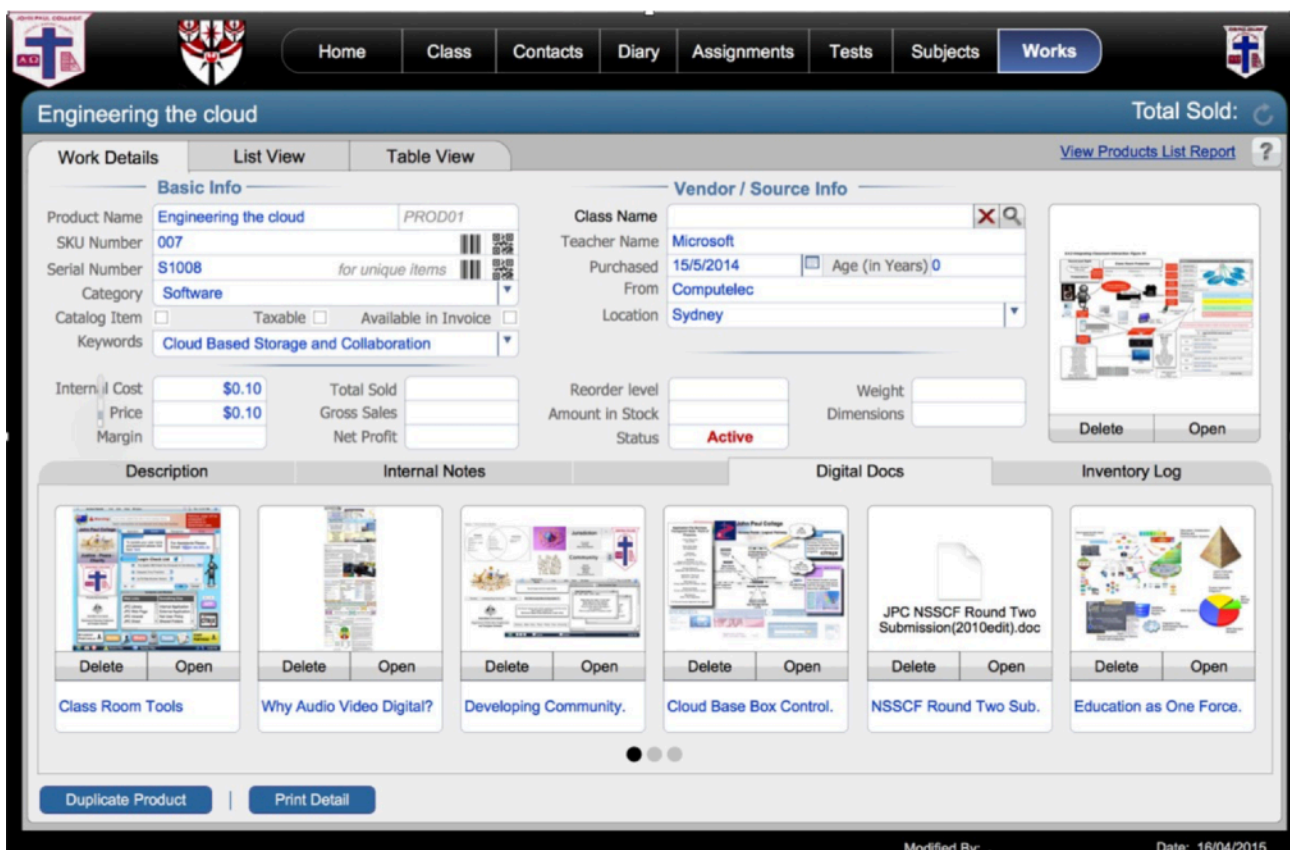 JOHN PAUL COLLEGE
Home Class Contacts Diary Assignments Tests Subjects Works
Engineering the cloud Total Sold:
Work Details List View Table View View Products List Report ?
Basic Info Vendor / Source Info
Product Name Engineering the cloud PROD01 Class Name
SKU Number 007 Teacher Name Microsoft
Serial Number S1008 for unique items Purchased 15/5/2014 Age (in Years) 0
Category Software From Computelec
Catalog Item Taxable Available in Invoice Location Sydney
Keywords Cloud Based Storage and Collaboration
Internal Cost $0.10 Total Sold Reorder level Weight
Price $0.10 Gross Sales Amount in Stock Dimensions
Margin Net Profit Status Active
Delete Open
Description Internal Notes Digital Docs Inventory Log
JPC NSSCF Round Two
Submission(2010edit).doc
Delete Open Delete Open Delete Open Delete Open Delete Open Delete Open
Class Room Tools Why Audio Video Digital? Developing Community. Cloud Base Box Control. NSSCF Round Two Sub. Education as One Force.
Duplicate Product | Print Detail
Modified By: Date: 16/04/2015